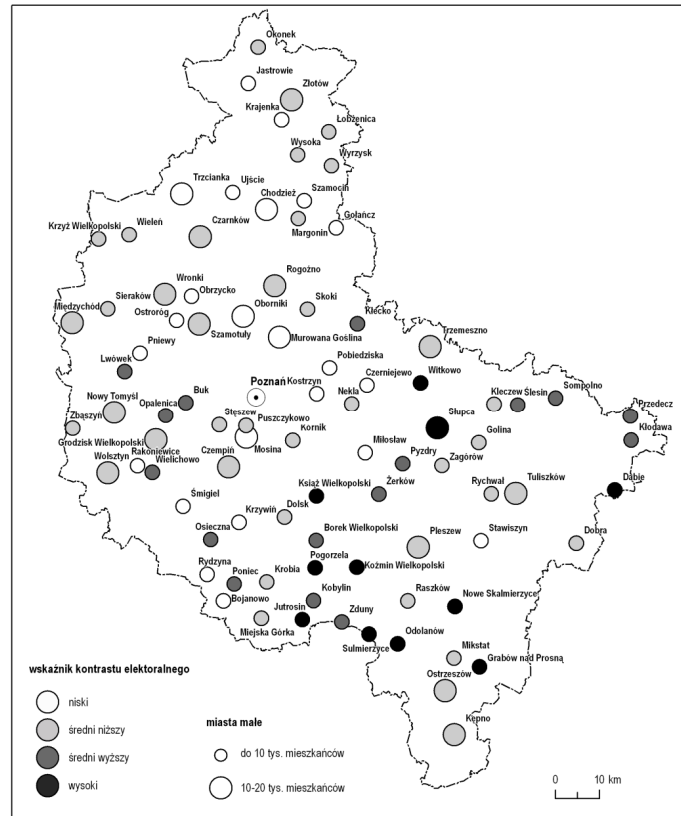 Okonek
Jastrowie
Złotów
Krajenka
Łobżenica
Wysoka
Wyrzysk
Trzcianka
Ujście
Chodzież
Szamocin
Gołańcz
Margonin
Krzyż Wielkopolski
Wieleń
Czarnków
Rogoźno
Wronki
Obrzycko
Sieraków
Międzychód
Ostroróg
Szamotuły
Oborniki
Skoki
Murowana Goślina
Kłecko
Trzemeszno
Pniewy
Lwówek
Pobiedziska
Czerniejewo
Witkowo
Poznań
Kostrzyn
Nekla
Nowy Tomyśl
Opalenica
Buk
Kleczew
Ślesin
Sompolno
Przedecz
Zbąszyń
Stęszew
Puszczykowo
Słupca
Kłodawa
Grodzisk Wielkopolski
Mosina
Kórnik
Golina
Rakoniewice
Wolsztyn
Wielichowo
Czempiń
Miłosław
Pyzdry
Zagórów
Książ Wielkopolski
Żerków
Rychwał
Tuliszków
Dąbie
Śmigiel
Krzywiń
Dolsk
Osieczna
Borek Wielkopolski
Pleszew
Stawiszyn
Dobra
Rydzyna
Poniec
Krobia
Pogorzela
Koźmin Wielkopolski
Bojanowo
Kobylin
Raszków
Nowe Skalmierzyce
Miejska Górka
Jutrosin
Zduny
Sulmierzyce
Odolanów
Mikstat
Grabów nad Prosną
Ostrzeszów
Kępno
wskaźnik kontrastu elektoralnego
niski
średni niższy
średni wyższy
wysoki
miasta małe
do 10 tys. mieszkańców
10-20 tys. mieszkańców
0 10 km